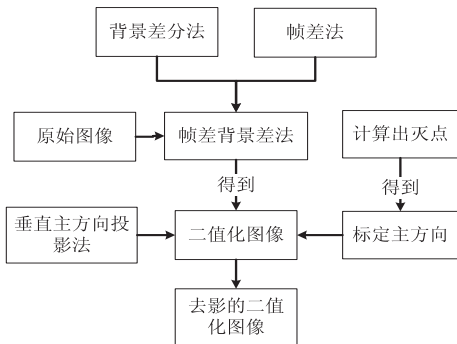 背景差分法
帧差法
原始图像
帧差背景差法
计算出灭点
得到
得到
垂直主方向投
影法
二值化图像
标定主方向
去影的二值
化图像